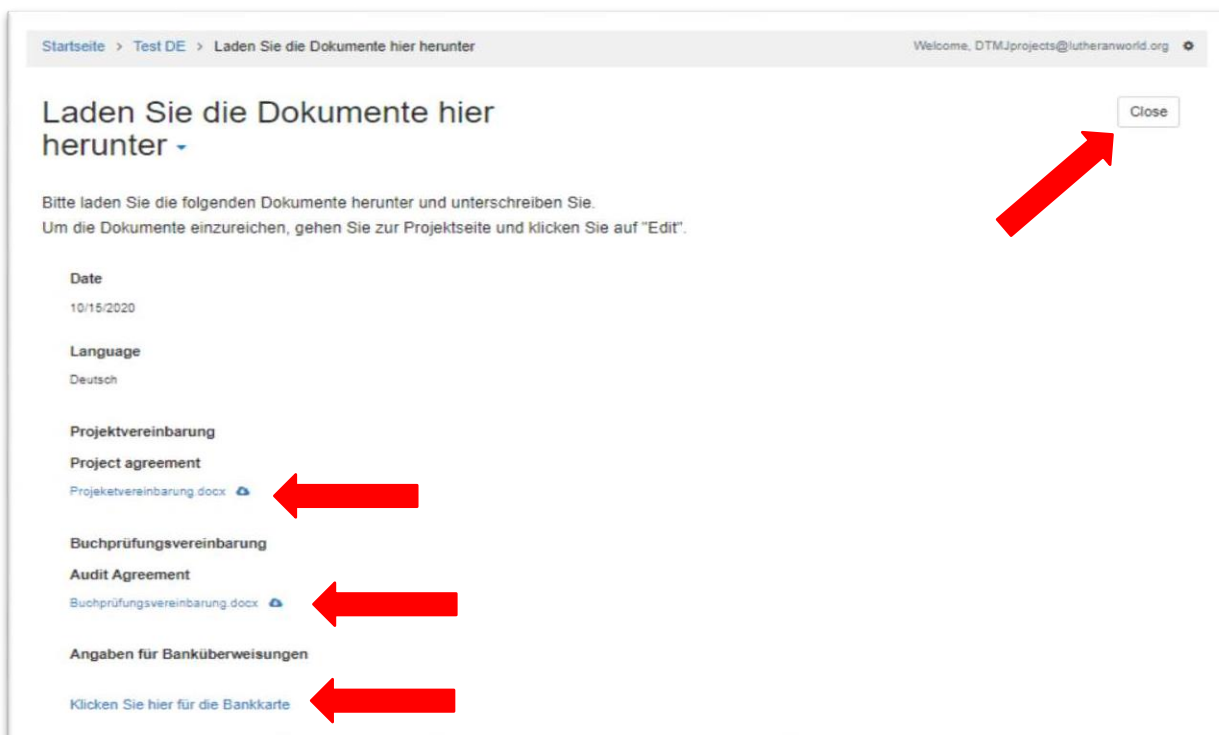 Startseite > Test DE > Laden Sie die Dokumente hier herunter
Welcome, DTMJprojects@lutheranworld.org
Laden Sie die Dokumente hier
herunter
Close
Bitte laden Sie die folgenden Dokumente herunter und unterschreiben Sie.
Um die Dokumente einzureichen, gehen Sie zur Projektseite und klicken Sie auf "Edit".
Date
10/15/2020
Language
Deutsch
Projektvereinbarung
Project agreement
Projeketvereinbarung.docx
Buchprüfungsvereinbarung
Audit Agreement
Buchprüfungsvereinbarung.docx
Angaben für Banküberweisungen
Klicken Sie hier für die Bankkarte